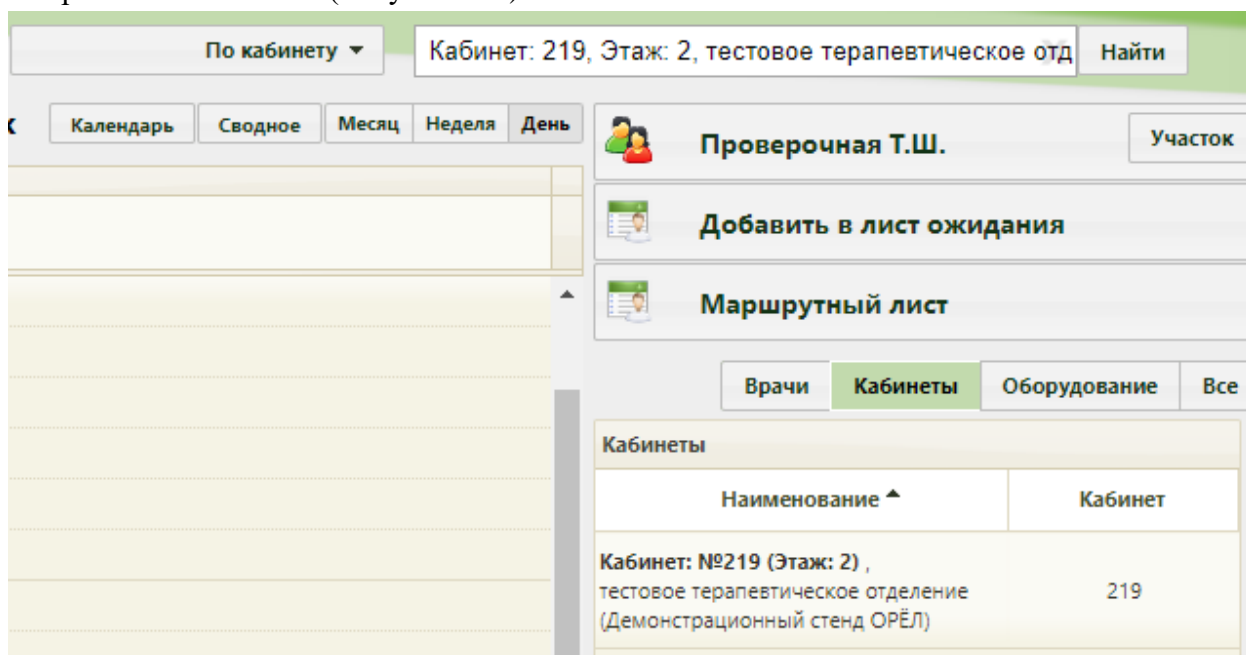 По кабинету
Кабинет: 219, Этаж: 2, тестовое терапевтическое отд
Найти
Календарь
Сводное
Месяц
Неделя
День
Проверочная Т.Ш.
Участок
Добавить в лист ожидания
Маршрутный лист
Врачи
Кабинеты
Оборудование
Все
Кабинеты
Наименование
Кабинет
Кабинет: №219 (Этаж: 2) ,
тестовое терапевтическое отделение
219
(Демонстрационный стенд ОРЁЛ)